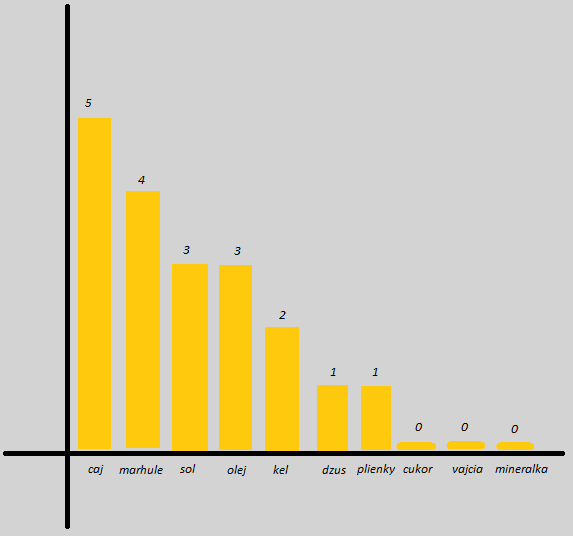 5
4
3 3
2
1 1
0 0 0
caj marhule sol olej kel dzus plienky cukor vajcia mineralka